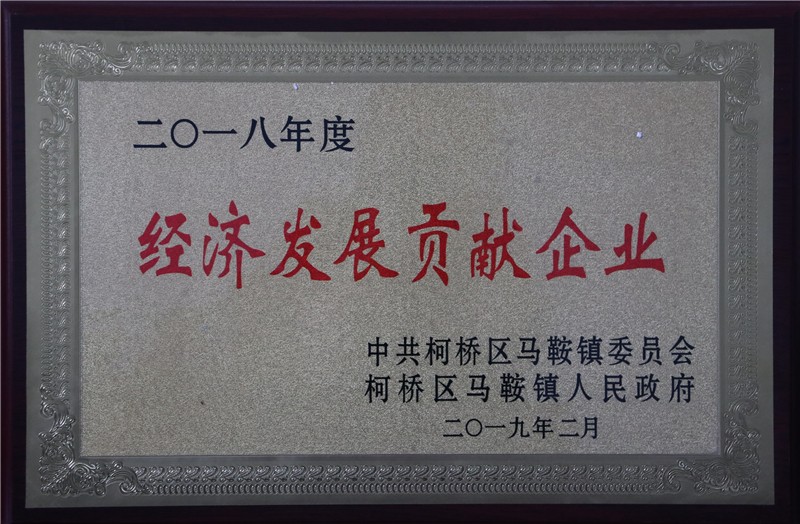 二〇一八年度
经济发展贡献企业
中共柯桥区马鞍镇委员会
柯桥区马鞍镇人民政府
二〇一九年二月